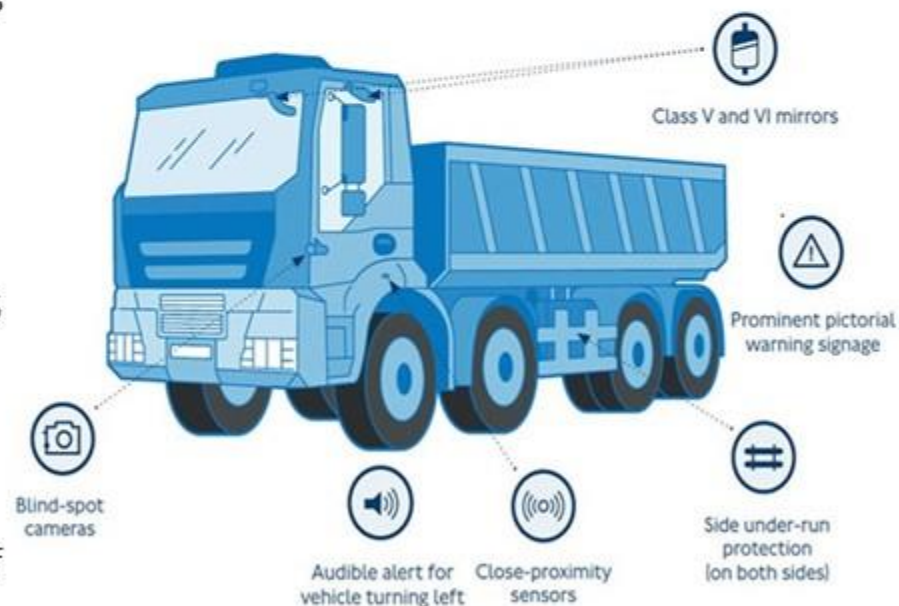 Class V and VI mirrors
Prominent pictorial
warning signage
Blind-spot
cameras
Audible alert for
vehicle turning left
Close-proximity
sensors
Side under-run
protection
(on both sides)